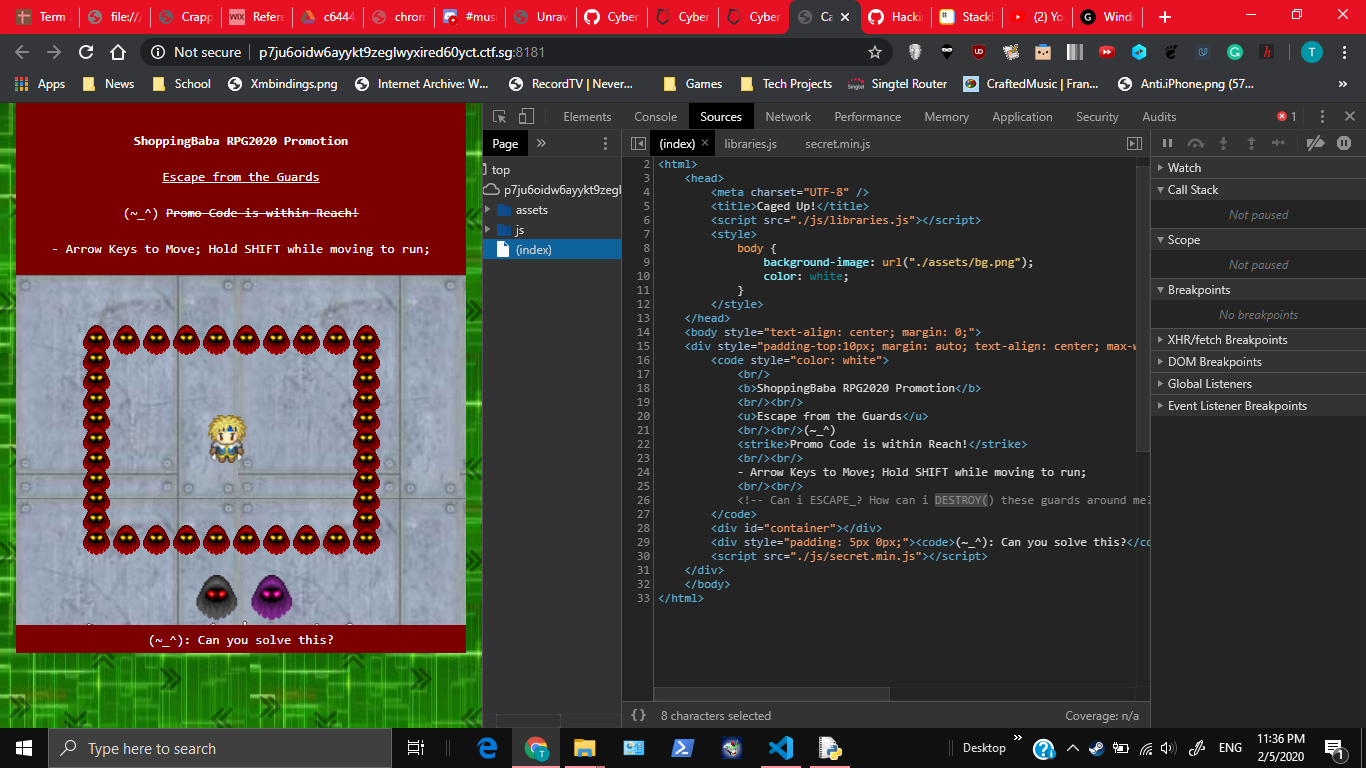 Term
file:///
Crapp
WIX Refere
c6444
chrom
#mus
Unrav
Cyber
Cyber
Cyber
Ca
Hackin
Stackl
(2) Yo
G Wind
Not secure p7ju6oidw6ayykt9zeglwyxired60yct.ctf.sg:8181
T
Apps News School Xmbindings.png Internet Archive: W... RecordTV | Never... Games Tech Projects Singtel Router CraftedMusic | Fran... Anti.iPhone.png (57... »
ShoppingBaba RPG2020 Promotion
Escape from the Guards
(~_^) Promo Code is within Reach!
- Arrow Keys to Move; Hold SHIFT while moving to run;
(~_^): Can you solve this?
Elements Console Sources Network Performance Memory Application Security Audits 1
Page »
(index) libraries.js secret.min.js
top
p7ju6oidw6ayykt9zegl
assets
js
(index)
2 <html>
3 <head>
4 <meta charset="UTF-8" />
5 <title>Caged Up!</title>
6 <script src="./js/libraries.js"></script>
7 <style>
8 body {
9 background-image: url("./assets/bg.png");
10 color: white;
11 }
12 </style>
13 </head>
14 <body style="text-align: center; margin: 0;">
15 <div style="padding-top:10px; margin: auto; text-align: center; max-w
16 <code style="color: white">
17 <br/>
18 <b>ShoppingBaba RPG2020 Promotion</b>
19 <br/><br/>
20 <u>Escape from the Guards</u>
21 <br/><br/>(~_^)
22 <strike>Promo Code is within Reach!</strike>
23 <br/><br/>
24 - Arrow Keys to Move; Hold SHIFT while moving to run;
25 <br/><br/>
26 <!-- Can i ESCAPE_? How can i DESTROY() these guards around me?
27 </code>
28 <div id="container"></div>
29 <div style="padding: 5px 0px;"><code>(~_^): Can you solve this?</co
30 <script src="./js/secret.min.js"></script>
31 </div>
32 </body>
33 </html>
{} 8 characters selected Coverage: n/a
Watch
Call Stack
Not paused
Scope
Not paused
Breakpoints
No breakpoints
XHR/fetch Breakpoints
DOM Breakpoints
Global Listeners
Event Listener Breakpoints
Type here to search
Desktop » ENG
11:36 PM
2/5/2020
1